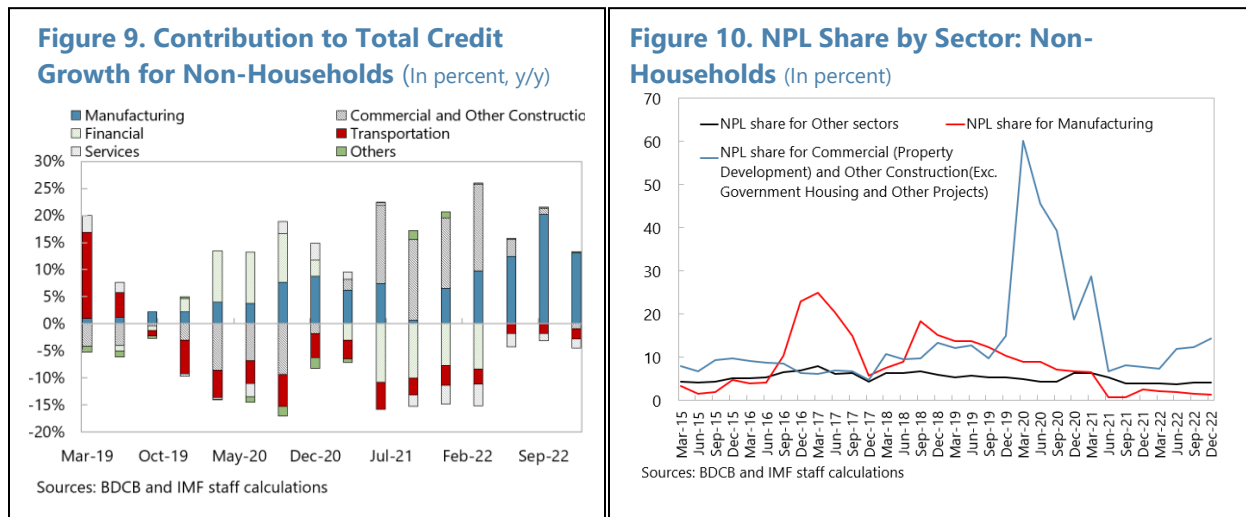 Figure 9. Contribution to Total Credit
Growth for Non-Households (In percent, y/y)
Manufacturing
Commercial and Other Constructio
Financial
Transportation
Services
Others
30%
25%
20%
15%
10%
5%
0%
-5%
-10%
-15%
-20%
Mar-19 Oct-19 May-20 Dec-20 Jul-21 Feb-22 Sep-22
Sources: BDCB and IMF staff calculations
Figure 10. NPL Share by Sector: Non-
Households (In percent)
70
60
50
40
30
20
10
0
NPL share for Other sectors
NPL share for Manufacturing
NPL share for Commercial (Property
Development) and Other Construction(Exc.
Government Housing and Other Projects)
Mar-15
Jun-15
Sep-15
Dec-15
Mar-16
Jun-16
Sep-16
Dec-16
Mar-17
Jun-17
Sep-17
Dec-17
Mar-18
Jun-18
Sep-18
Dec-18
Mar-19
Jun-19
Sep-19
Dec-19
Mar-20
Jun-20
Sep-20
Dec-20
Mar-21
Jun-21
Sep-21
Dec-21
Mar-22
Jun-22
Sep-22
Dec-22
Sources: BDCB and IMF staff calculations